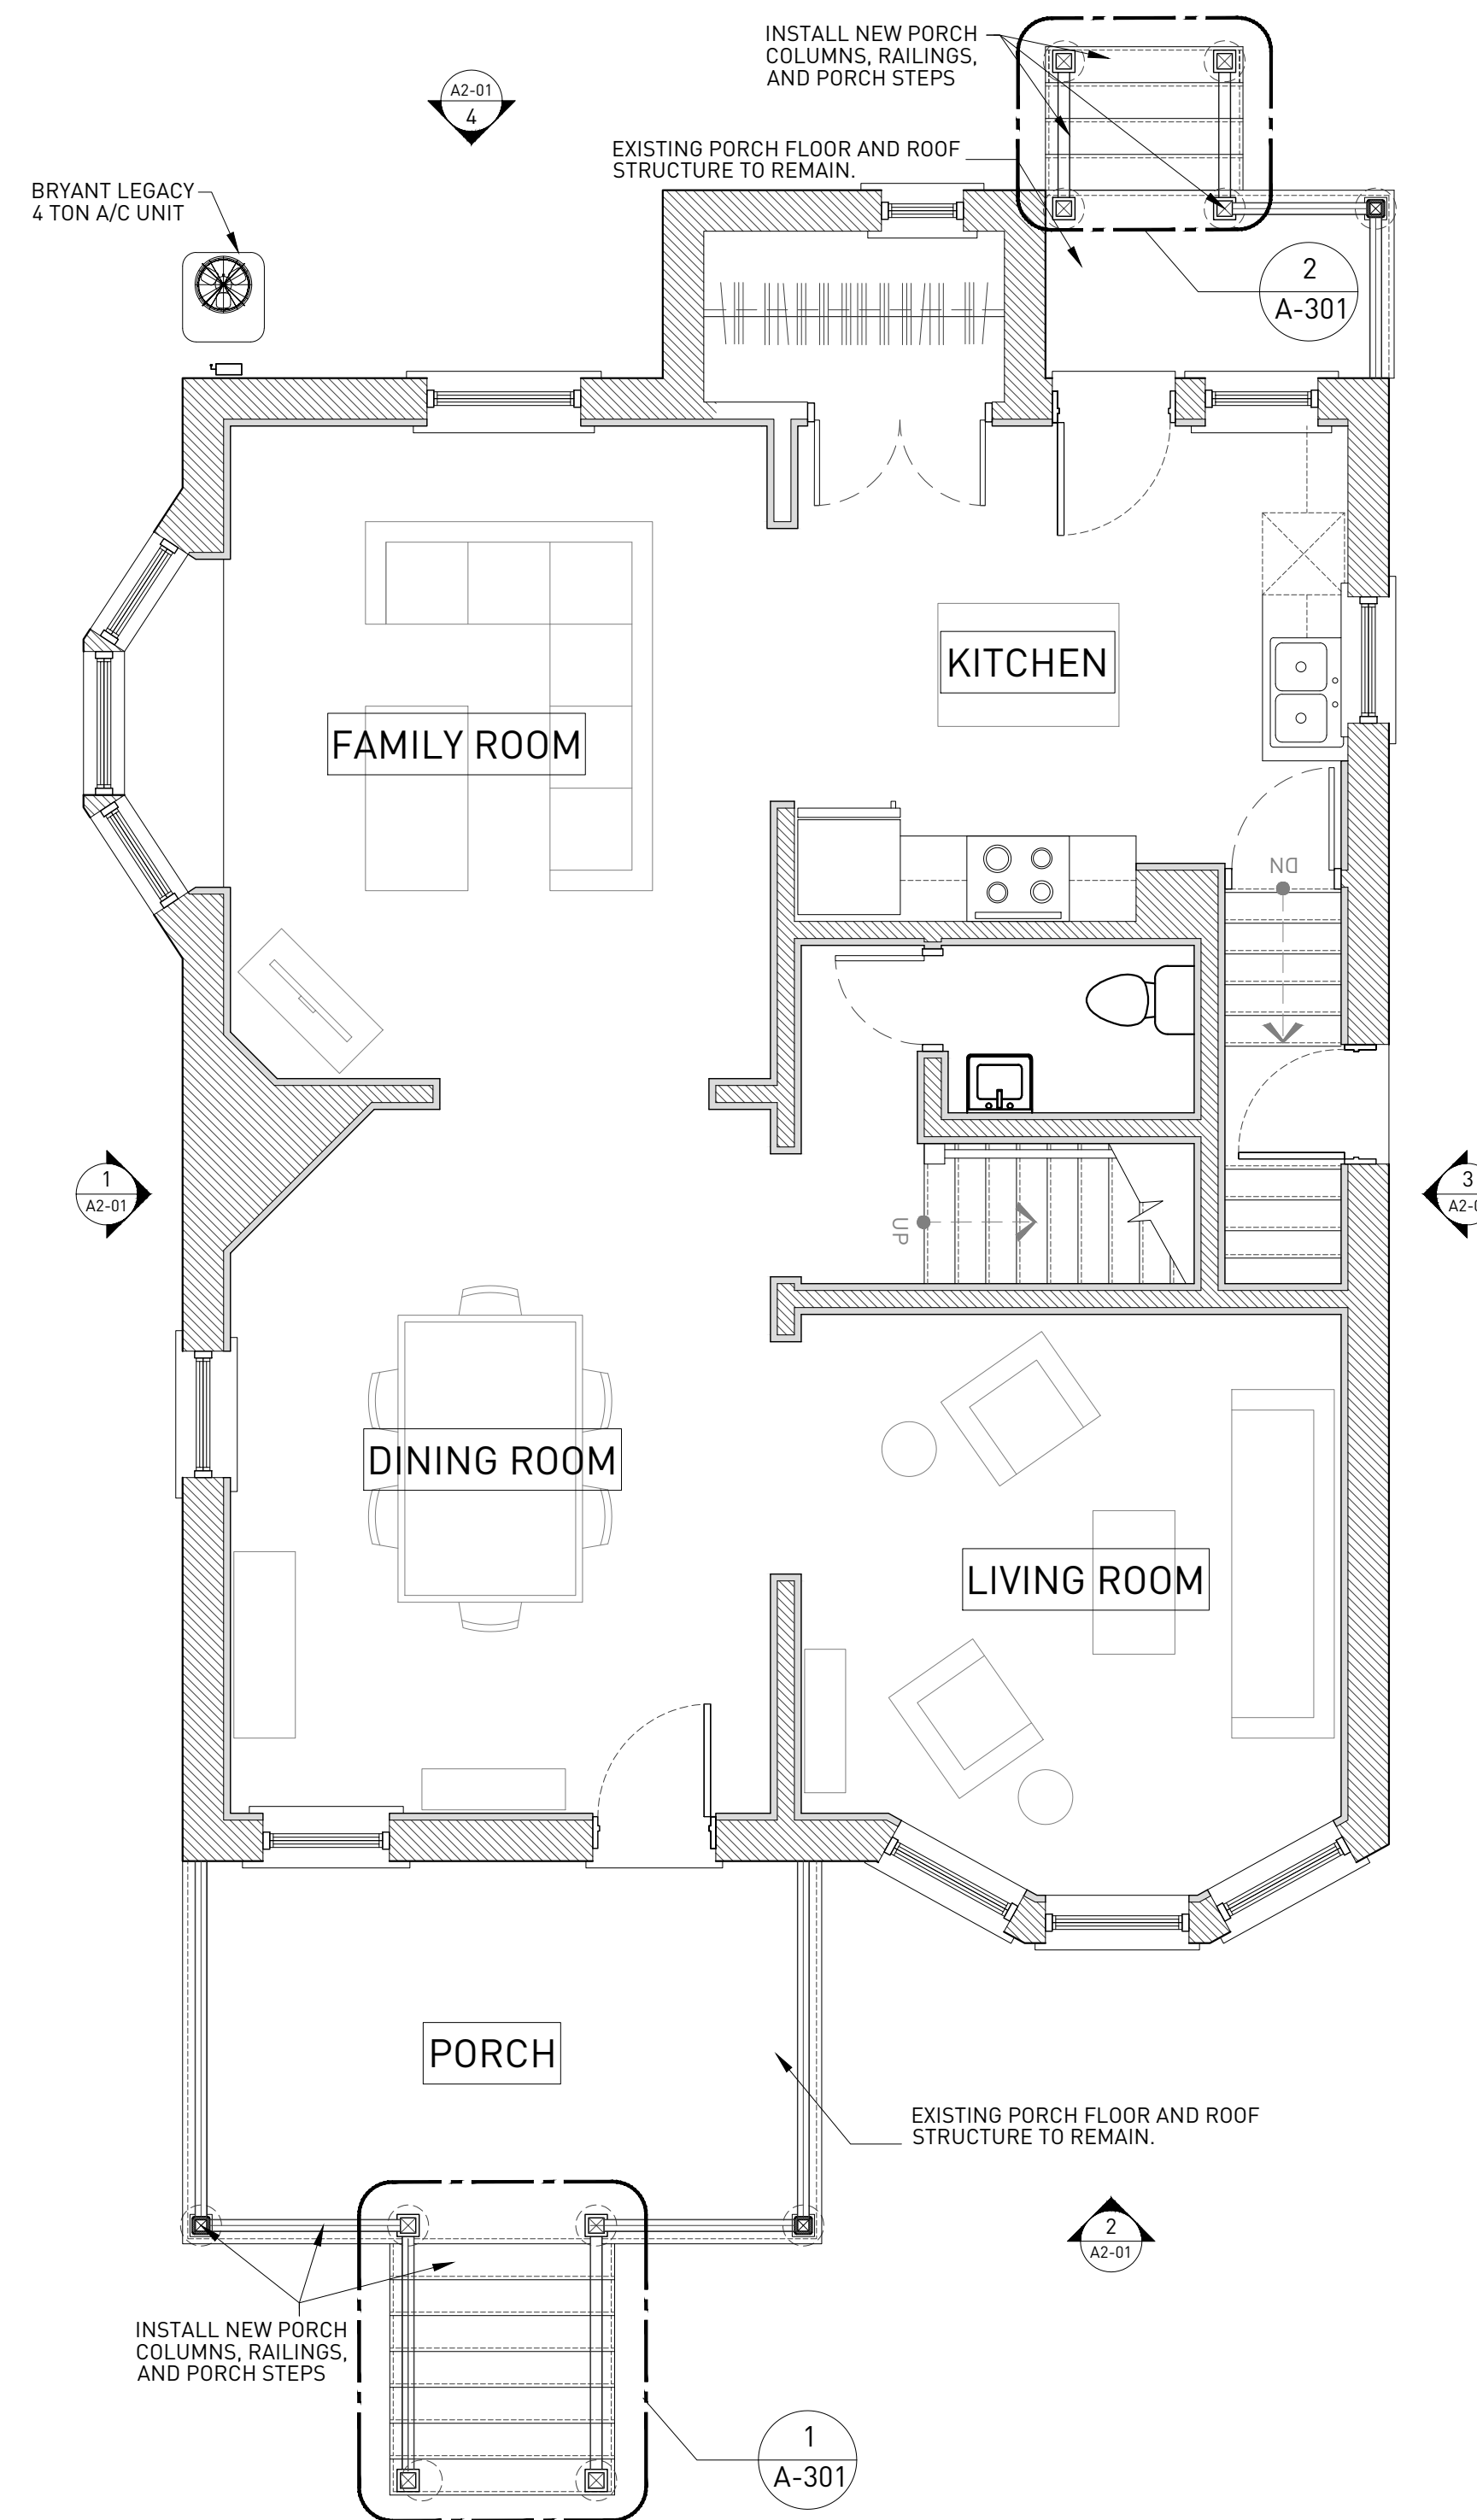 INSTALL NEW PORCH
COLUMNS, RAILINGS,
AND PORCH STEPS
A2-01
4
EXISTING PORCH FLOOR AND ROOF
STRUCTURE TO REMAIN.
BRYANT LEGACY
4 TON A/C UNIT
2
A-301
KITCHEN
FAMILY ROOM
DN
1
A2-01
3
UP
DINING ROOM
LIVING ROOM
PORCH
EXISTING PORCH FLOOR AND ROOF
STRUCTURE TO REMAIN.
2
A2-01
INSTALL NEW PORCH
COLUMNS, RAILINGS,
AND PORCH STEPS
1
A-301